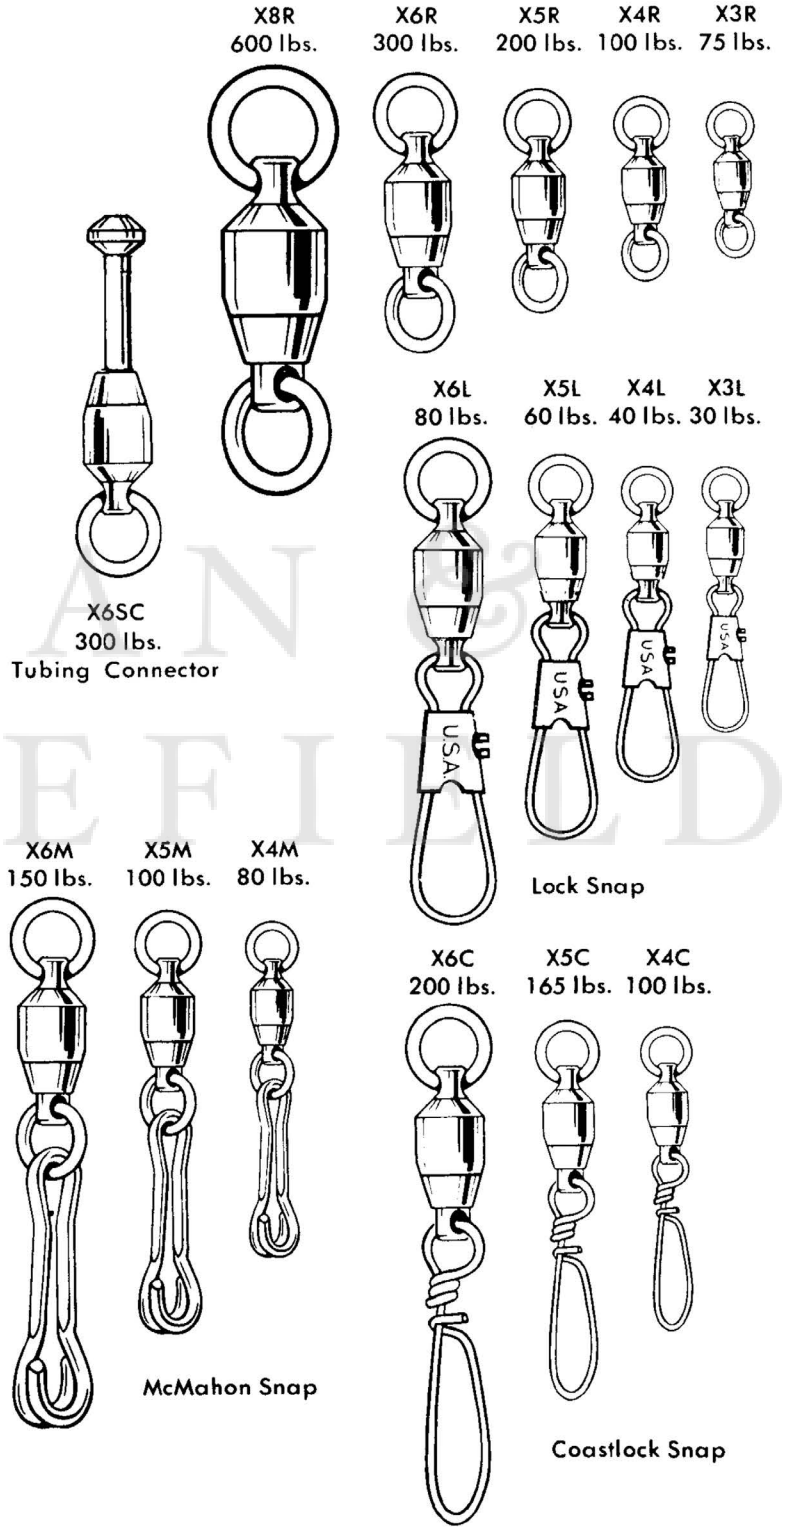 X8R
600 lbs.
X6R
300 lbs.
X5R
200 lbs.
X4R
100 lbs.
X3R
75 lbs.
X6SC
300 lbs.
Tubing Connector
X6L
80 lbs.
X5L
60 lbs.
X4L
40 lbs.
X3L
30 lbs.
U.S.A.
USA
USA
USA
Lock Snap
AN &
EFIELD
X6M
150 lbs.
X5M
100 lbs.
X4M
80 lbs.
McMahon Snap
X6C
200 lbs.
X5C
165 lbs.
X4C
100 lbs.
Coastlock Snap